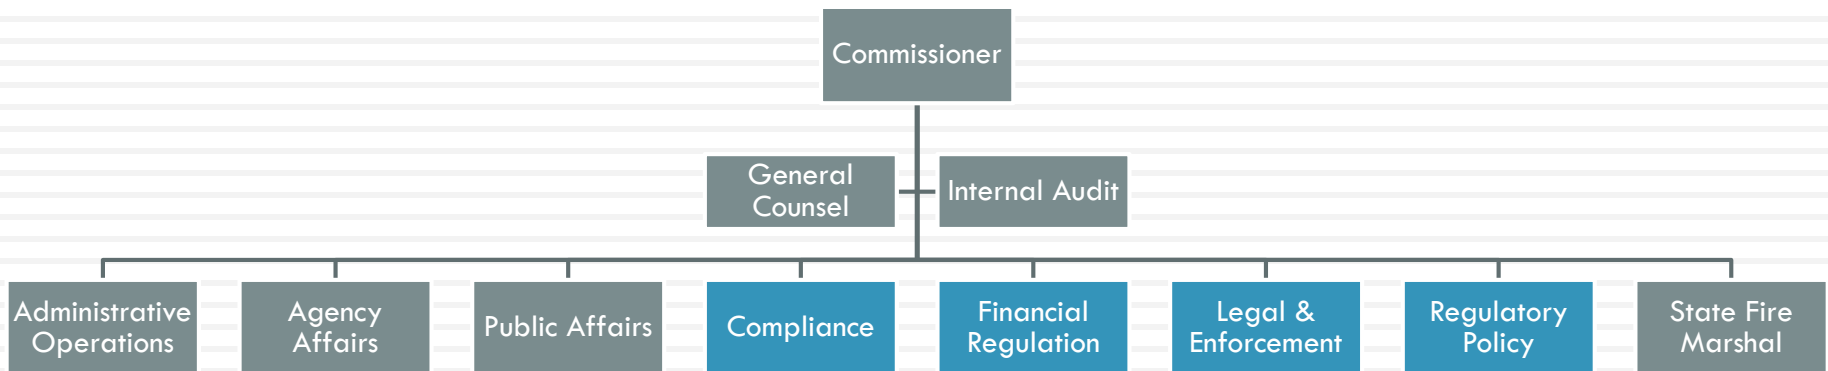 Commissioner
General
Counsel
Internal Audit
Administrative
Operations
Agency
Affairs
Public Affairs
Compliance
Financial
Regulation
Legal &
Enforcement
Regulatory
Policy
State Fire
Marshal